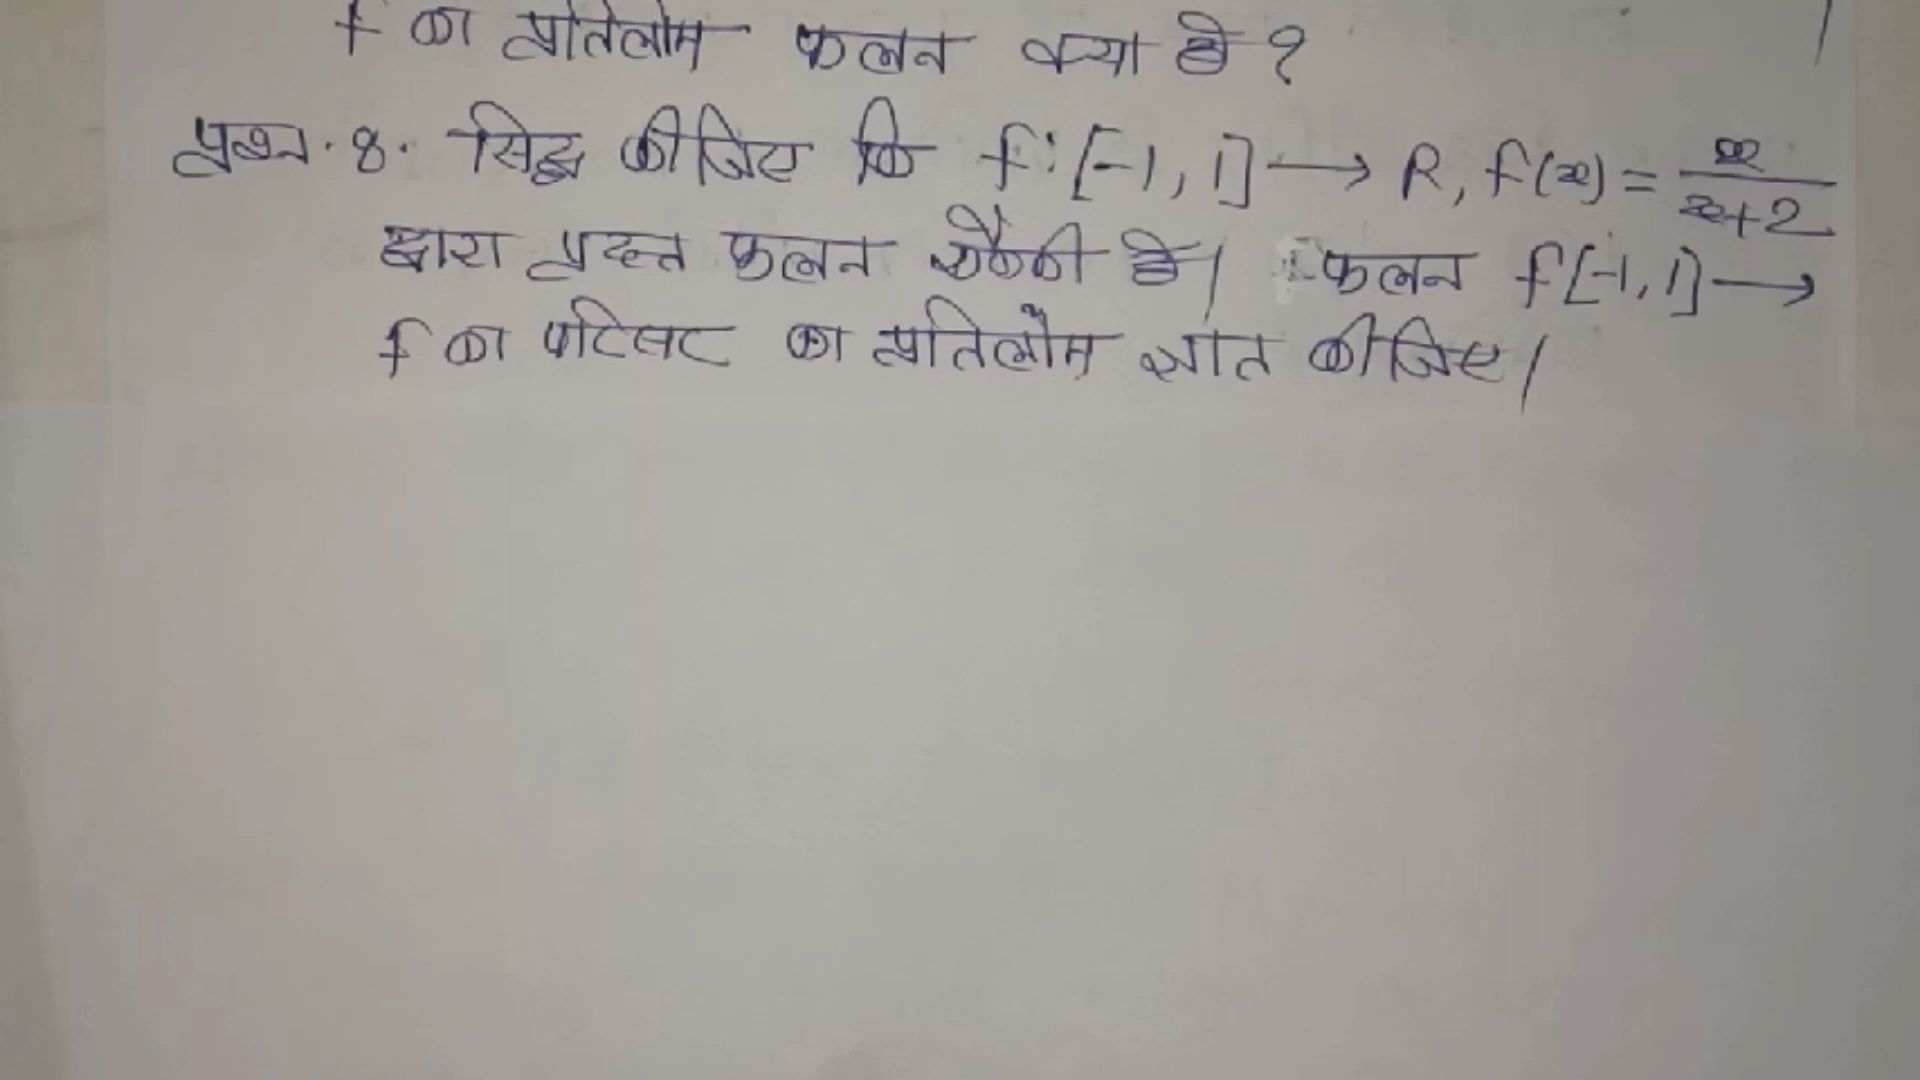 f का प्रतिलोम फलन क्या है ?
प्रश्न. 8. सिद्ध कीजिए कि f: [-1, 1] → R, f(x) = x/x+2
द्वारा प्रदत्त फलन एकैकी है। फलन f[-1, 1] →
f का परिसर का प्रतिलोम ज्ञात कीजिए।